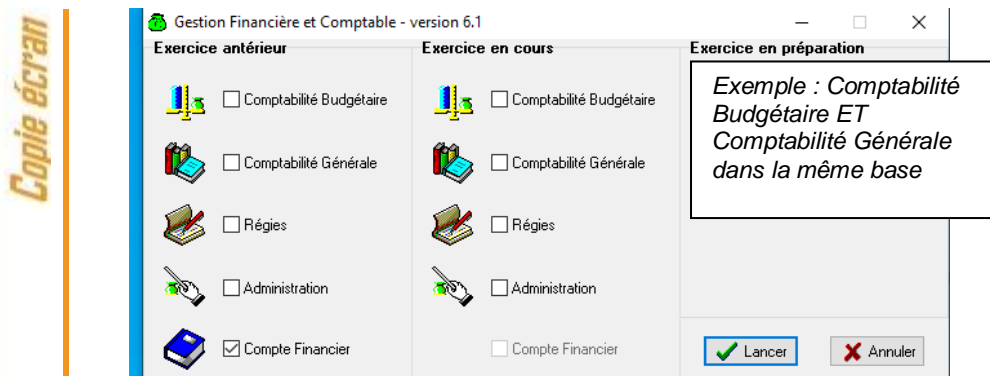 Copie écran
Gestion Financière et Comptable - version 6.1
Exercice antérieur
Comptabilité Budgétaire
Comptabilité Générale
Régies
Administration
Compte Financier
Exercice en cours
Comptabilité Budgétaire
Comptabilité Générale
Régies
Administration
Compte Financier
Exercice en préparation
Exemple : Comptabilité
Budgétaire ET
Comptabilité Générale
dans la même base
Lancer
Annuler